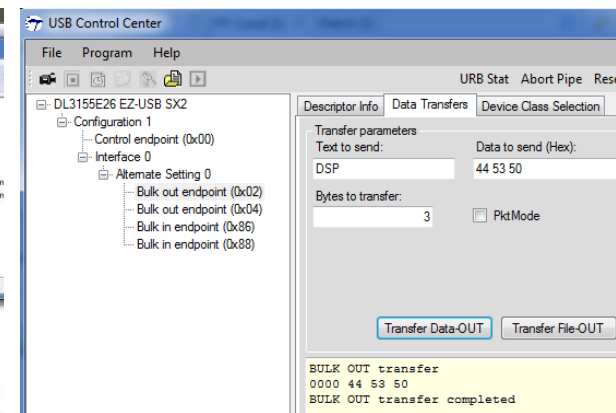 USB Control Center
File Program Help
URB Stat Abort Pipe Rese
DL3155E26 EZ-USB SX2
Configuration 1
Control endpoint (0x00)
Interface 0
Alternate Setting 0
Bulk out endpoint (0x02)
Bulk out endpoint (0x04)
Bulk in endpoint (0x86)
Bulk in endpoint (0x88)
Descriptor Info Data Transfers Device Class Selection
Transfer parameters
Text to send: Data to send (Hex):
DSP 44 53 50
Bytes to transfer:
3 PktMode
Transfer Data-OUT Transfer File-OUT
BULK OUT transfer
0000 44 53 50
BULK OUT transfer completed